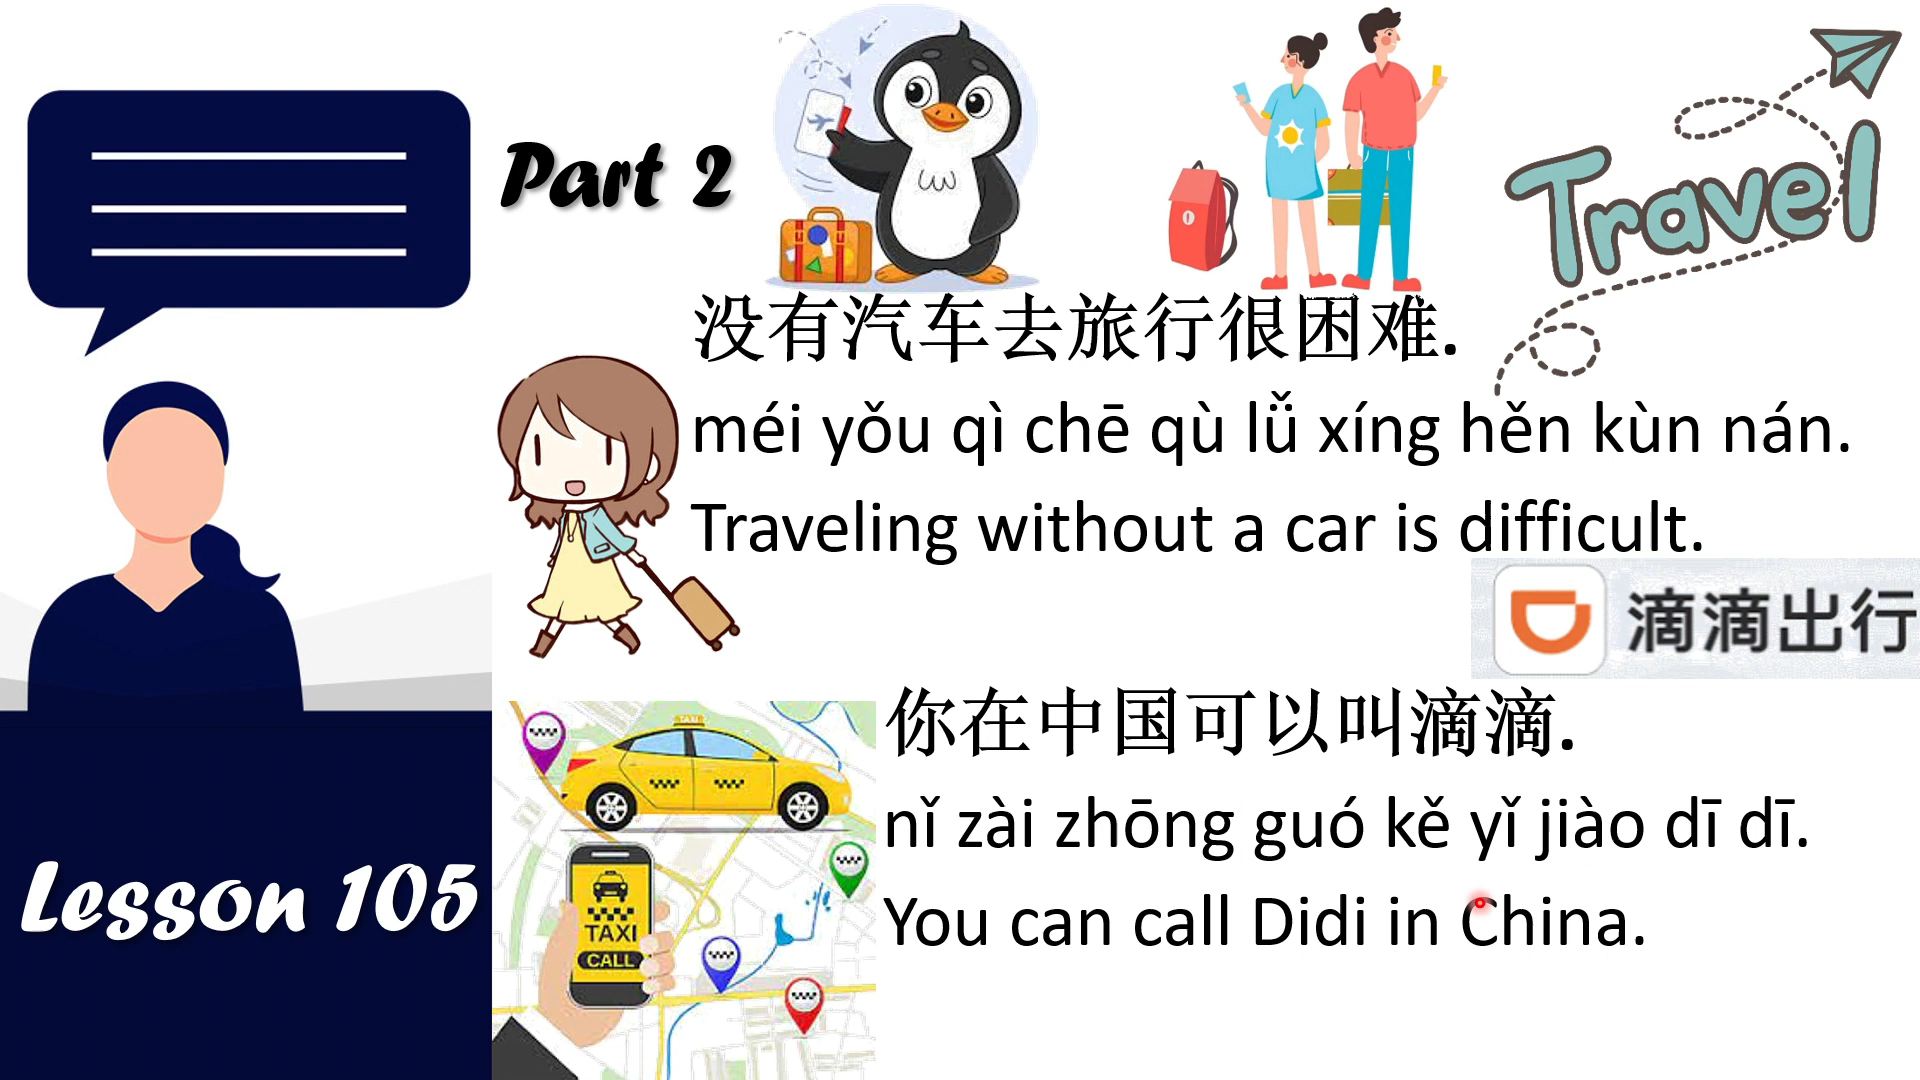 Part 2
Travel
没有汽车去旅行很困难.
méi yǒu qì chē qù lǚ xíng hěn kùn nán.
Traveling without a car is difficult.
滴滴出行
你在中国可以叫滴滴.
nǐ zài zhōng guó kě yǐ jiào dī dī.
You can call Didi in China.
TAXI
TAXI
CALL
Lesson 105